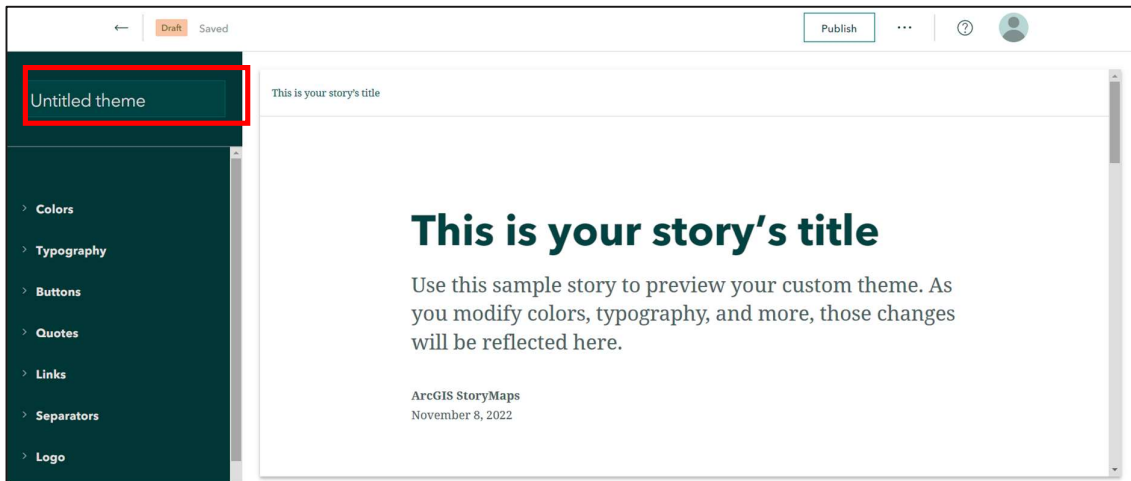 ← Draft Saved Publish ··· ?
Untitled theme
> Colors
> Typography
> Buttons
> Quotes
> Links
> Separators
> Logo
This is your story's title
This is your story’s title
Use this sample story to preview your custom theme. As
you modify colors, typography, and more, those changes
will be reflected here.
ArcGIS StoryMaps
November 8, 2022